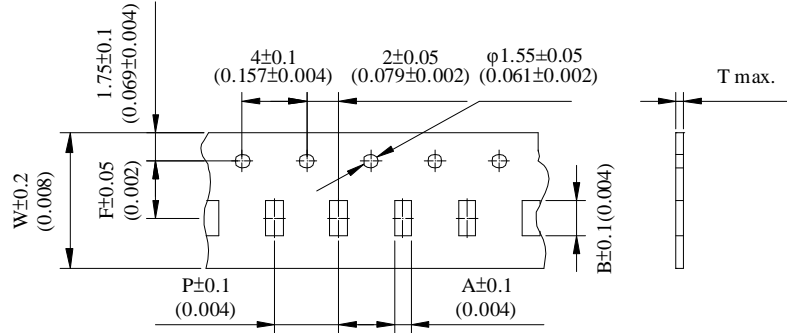 1.75±0.1
(0.069±0.004)
4±0.1
(0.157±0.004)
2±0.05
(0.079±0.002)
φ1.55±0.05
(0.061±0.002)
T max.
W±0.2
(0.008)
F±0.05
(0.002)
B±0.1(0.004)
P±0.1
(0.004)
A±0.1
(0.004)